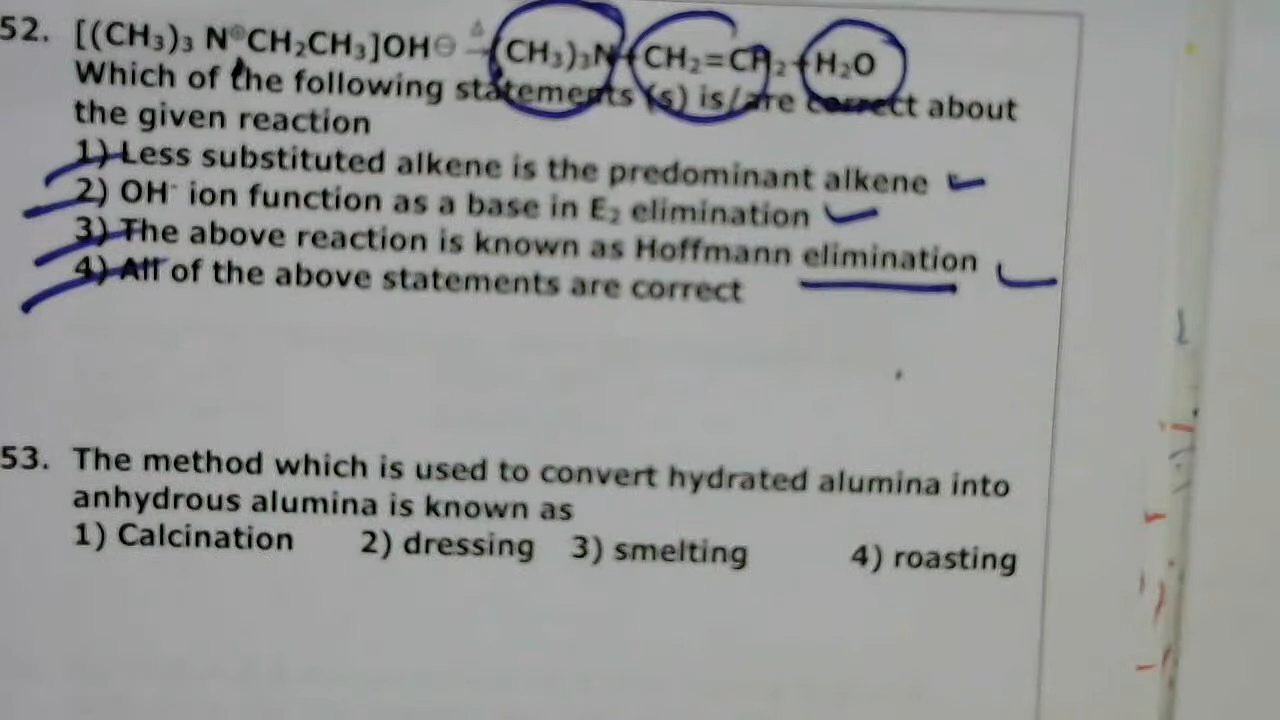 52. [(CH₃)₃ N⊕CH₂CH₃]OH⊖ →Δ (CH₃)₃N+CH₂=CH₂+H₂O
Which of the following statements (s) is/are correct about
the given reaction
1) Less substituted alkene is the predominant alkene
2) OH⁻ ion function as a base in E₂ elimination
3) The above reaction is known as Hoffmann elimination
4) All of the above statements are correct
53. The method which is used to convert hydrated alumina into
anhydrous alumina is known as
1) Calcination 2) dressing 3) smelting 4) roasting